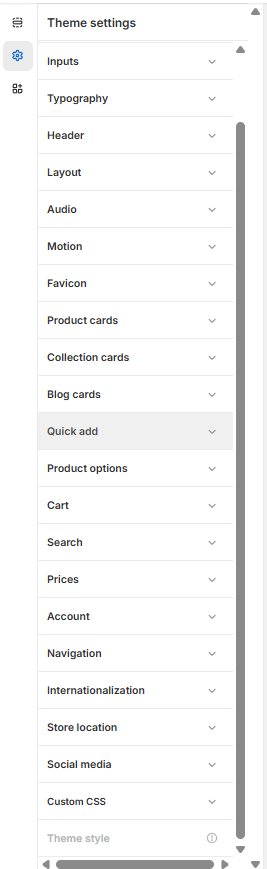 Theme settings
Inputs
Typography
Header
Layout
Audio
Motion
Favicon
Product cards
Collection cards
Blog cards
Quick add
Product options
Cart
Search
Prices
Account
Navigation
Internationalization
Store location
Social media
Custom CSS
Theme style